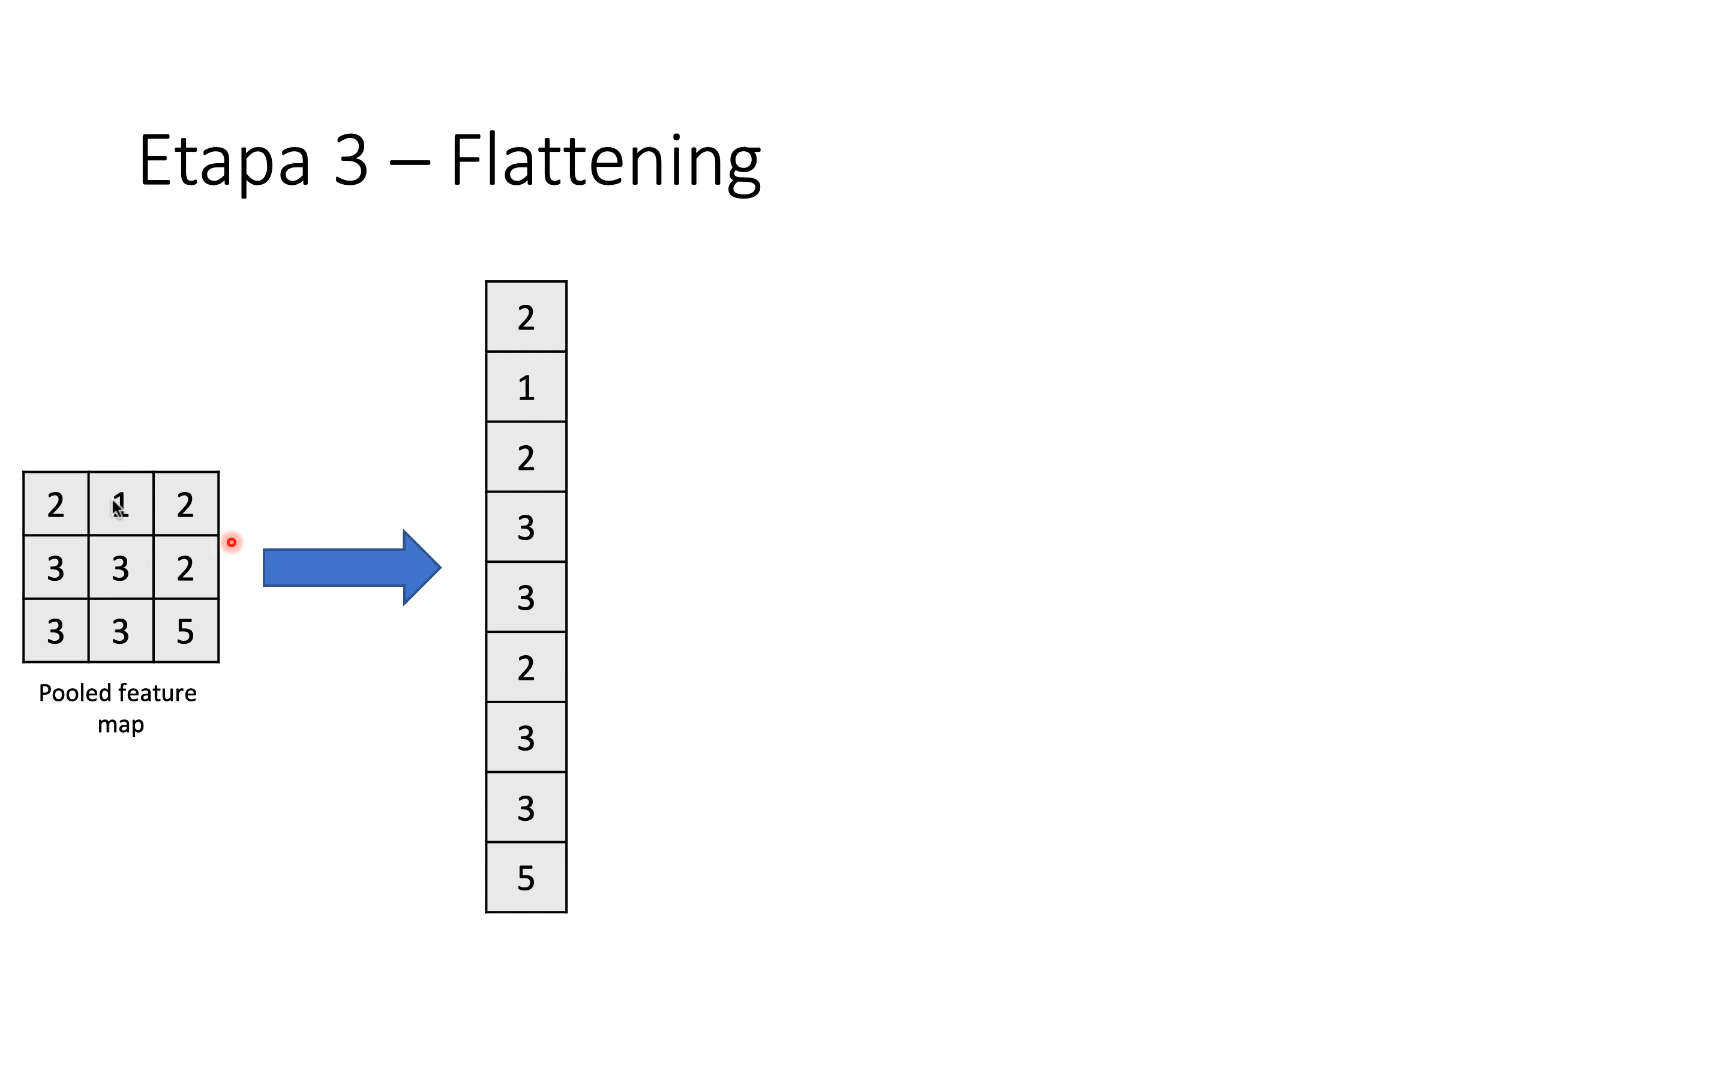 Etapa 3 – Flattening
2 1 2
3 3 2
3 3 5
Pooled feature
map
2
1
2
3
3
2
3
3
5